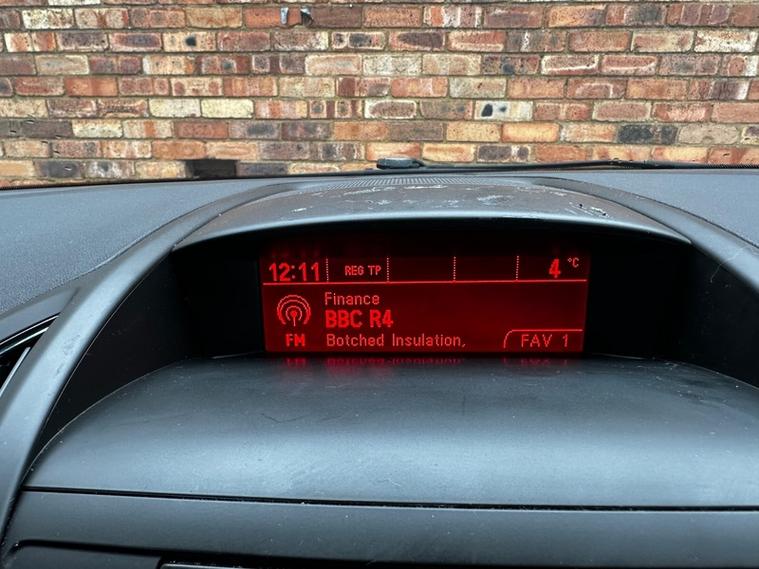 12:11 REG TP 4 °C
Finance
BBC R4
FM Botched Insulation, FAV 1